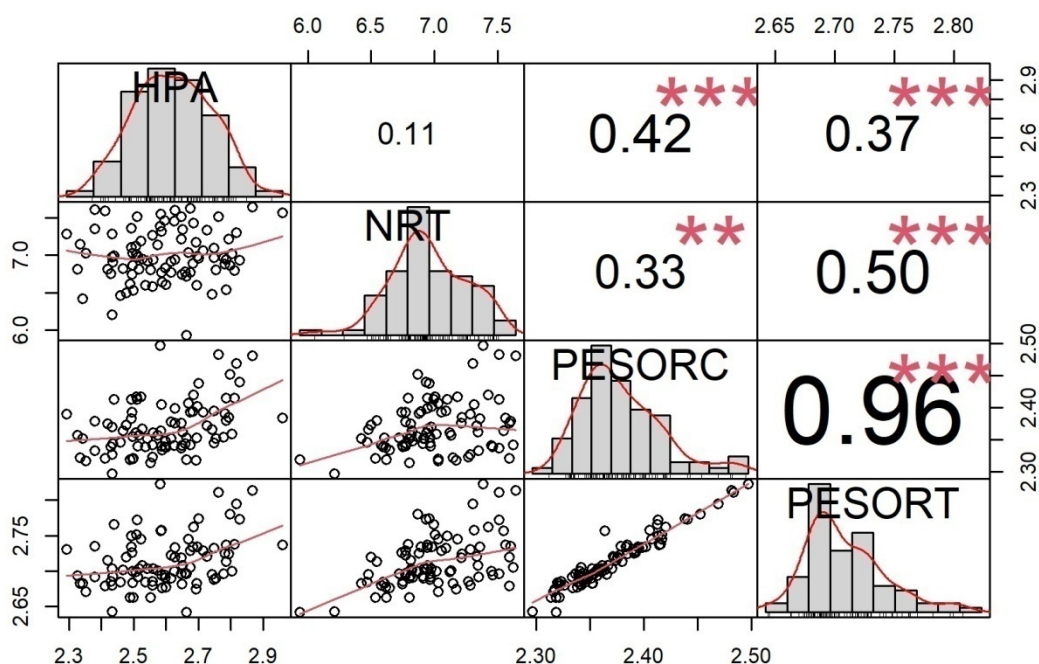 6.0 6.5 7.0 7.5 2.65 2.70 2.75 2.80
HPA 0.11 0.42 *** 0.37 *** 2.3 2.6 2.9
6.0 7.0 NRT 0.33 ** 0.50 ***
PESORC 0.96 *** 2.30 2.40 2.50
2.65 2.75 PESORT
2.3 2.5 2.7 2.9 2.30 2.40 2.50